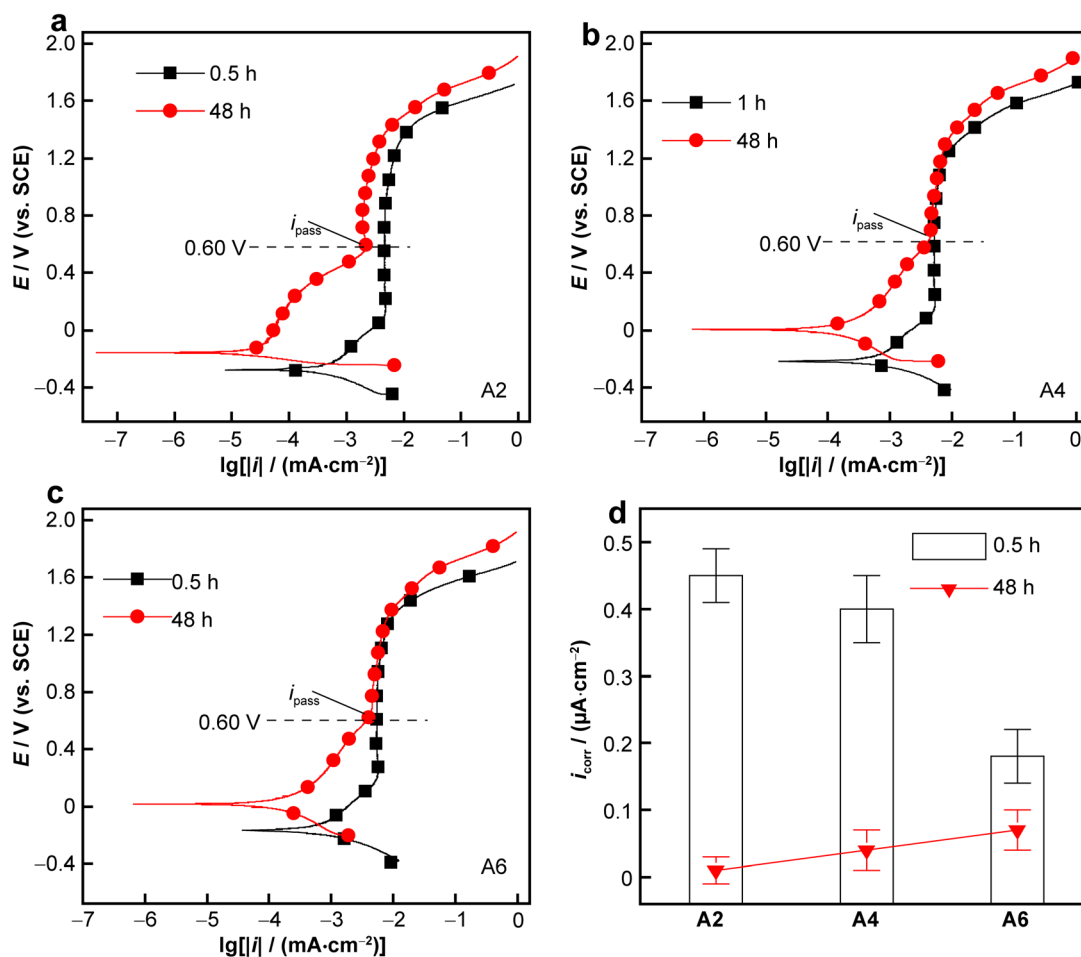 a
2.0
1.6
1.2
0.8
0.4
0
−0.4
E / V (vs. SCE)
0.5 h
48 h
i pass
0.60 V
A2
−7 −6 −5 −4 −3 −2 −1 0
lg[|i| / (mA·cm⁻²)]
b
2.0
1.6
1.2
0.8
0.4
0
−0.4
E / V (vs. SCE)
1 h
48 h
i pass
0.60 V
A4
−7 −6 −5 −4 −3 −2 −1 0
lg[|i| / (mA·cm⁻²)]
c
2.0
1.6
1.2
0.8
0.4
0
−0.4
E / V (vs. SCE)
0.5 h
48 h
i pass
0.60 V
A6
−7 −6 −5 −4 −3 −2 −1 0
lg[|i| / (mA·cm⁻²)]
d
0.5
0.4
0.3
0.2
0.1
0
i corr / (μA·cm⁻²)
0.5 h
48 h
A2 A4 A6